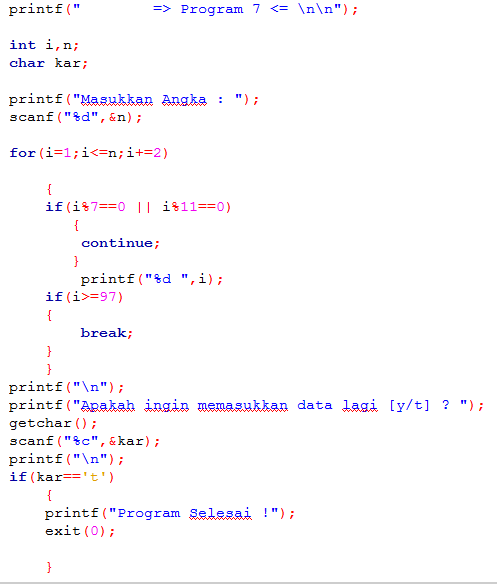 printf("         => Program 7 <= \n\n");
int i,n;
char kar;
printf("Masukkan Angka : ");
scanf("%d",&n);
for(i=1;i<=n;i+=2)
{
if(i%7==0 || i%11==0)
{
continue;
}
printf("%d ",i);
if(i>=97)
{
break;
}
}
printf("\n");
printf("Apakah ingin memasukkan data lagi [y/t] ? ");
getchar();
scanf("%c",&kar);
printf("\n");
if(kar=='t')
{
printf("Program Selesai !");
exit(0);
}